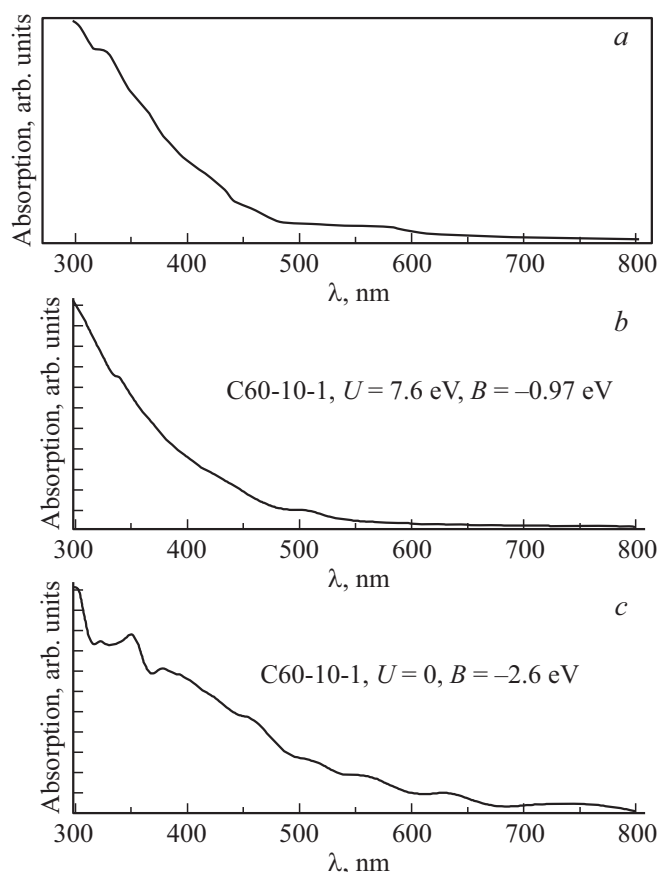 a
Absorption, arb. units
300 400 500 600 700 800
λ, nm
b
Absorption, arb. units
C60-10-1, U = 7.6 eV, B = –0.97 eV
300 400 500 600 700 800
λ, nm
c
Absorption, arb. units
C60-10-1, U = 0, B = –2.6 eV
300 400 500 600 700 800
λ, nm